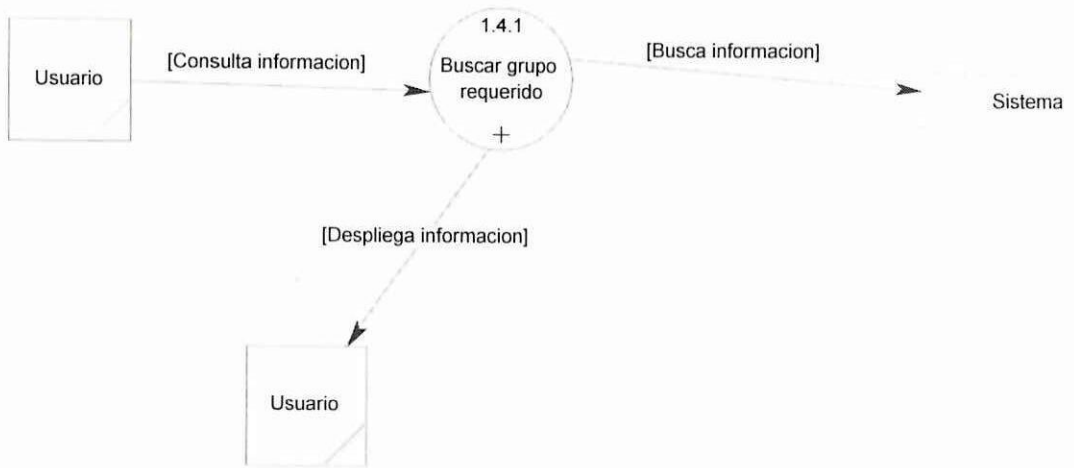 1.4.1
Usuario
[Consulta informacion]
Buscar grupo
requerido
+
[Busca informacion]
Sistema
[Despliega informacion]
Usuario